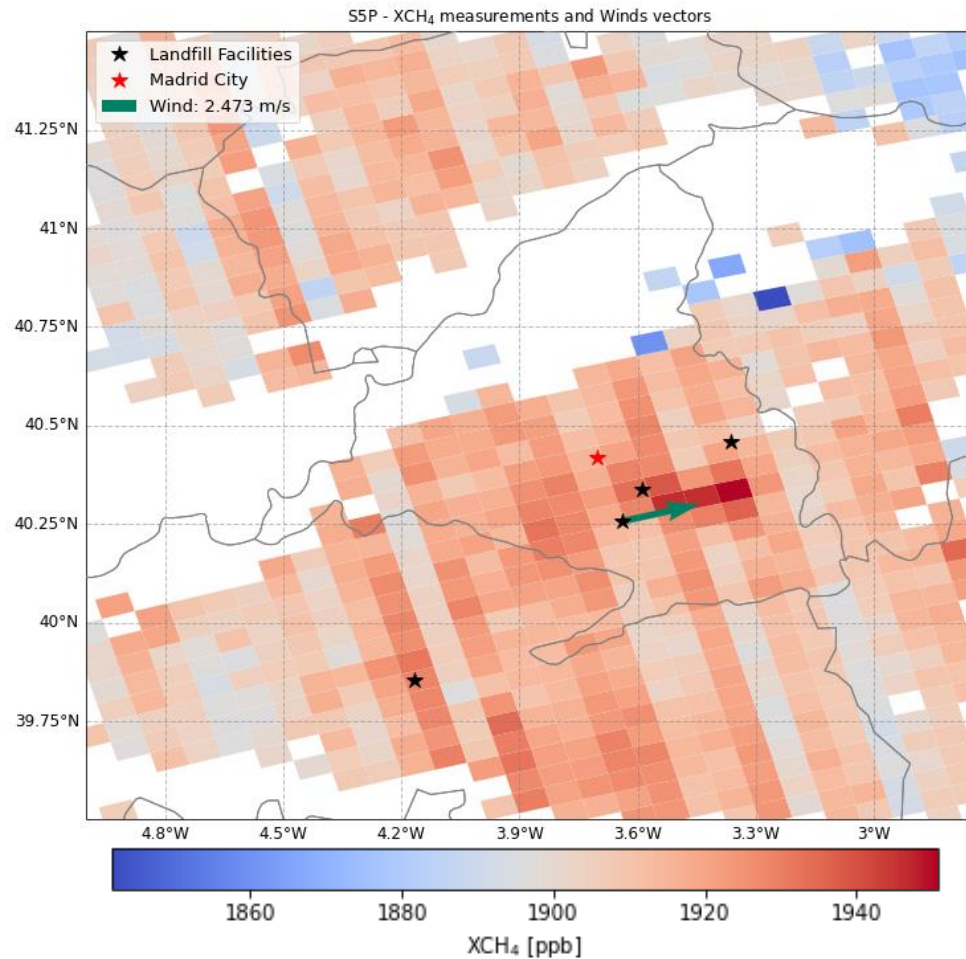 S5P - XCH₄ measurements and Winds vectors
Landfill Facilities
Madrid City
Wind: 2.473 m/s
41.25°N
41°N
40.75°N
40.5°N
40.25°N
40°N
39.75°N
4.8°W 4.5°W 4.2°W 3.9°W 3.6°W 3.3°W 3°W
1860 1880 1900 1920 1940
XCH₄ [ppb]